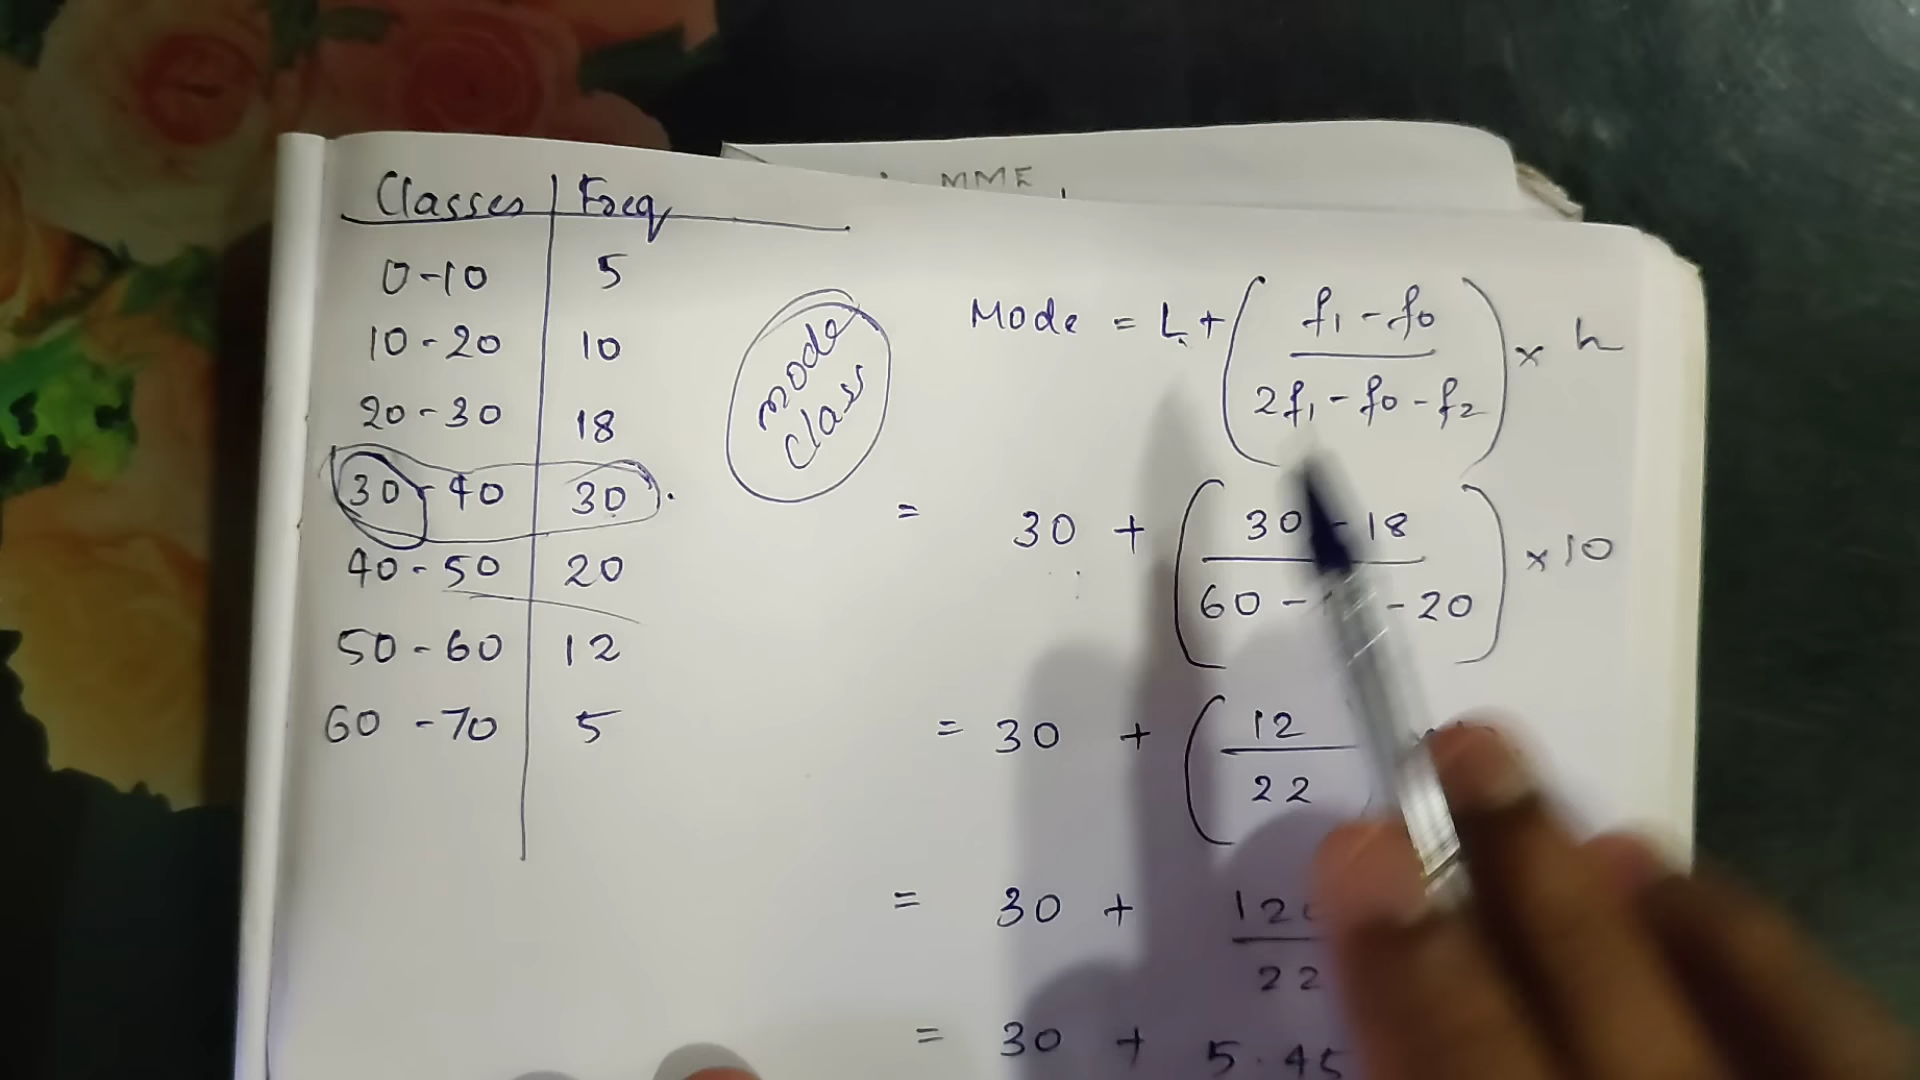 MME
Classes Freq
0-10 5
10-20 10
20-30 18
30-40 30.
40-50 20
50-60 12
60-70 5
mode
class
Mode = L + ( f1 - f0 / 2f1 - f0 - f2 ) × h
= 30 + ( 30 - 18 / 60 - - 20 ) × 10
= 30 + ( 12 / 22
= 30 + 12 / 22
= 30 + 5.45